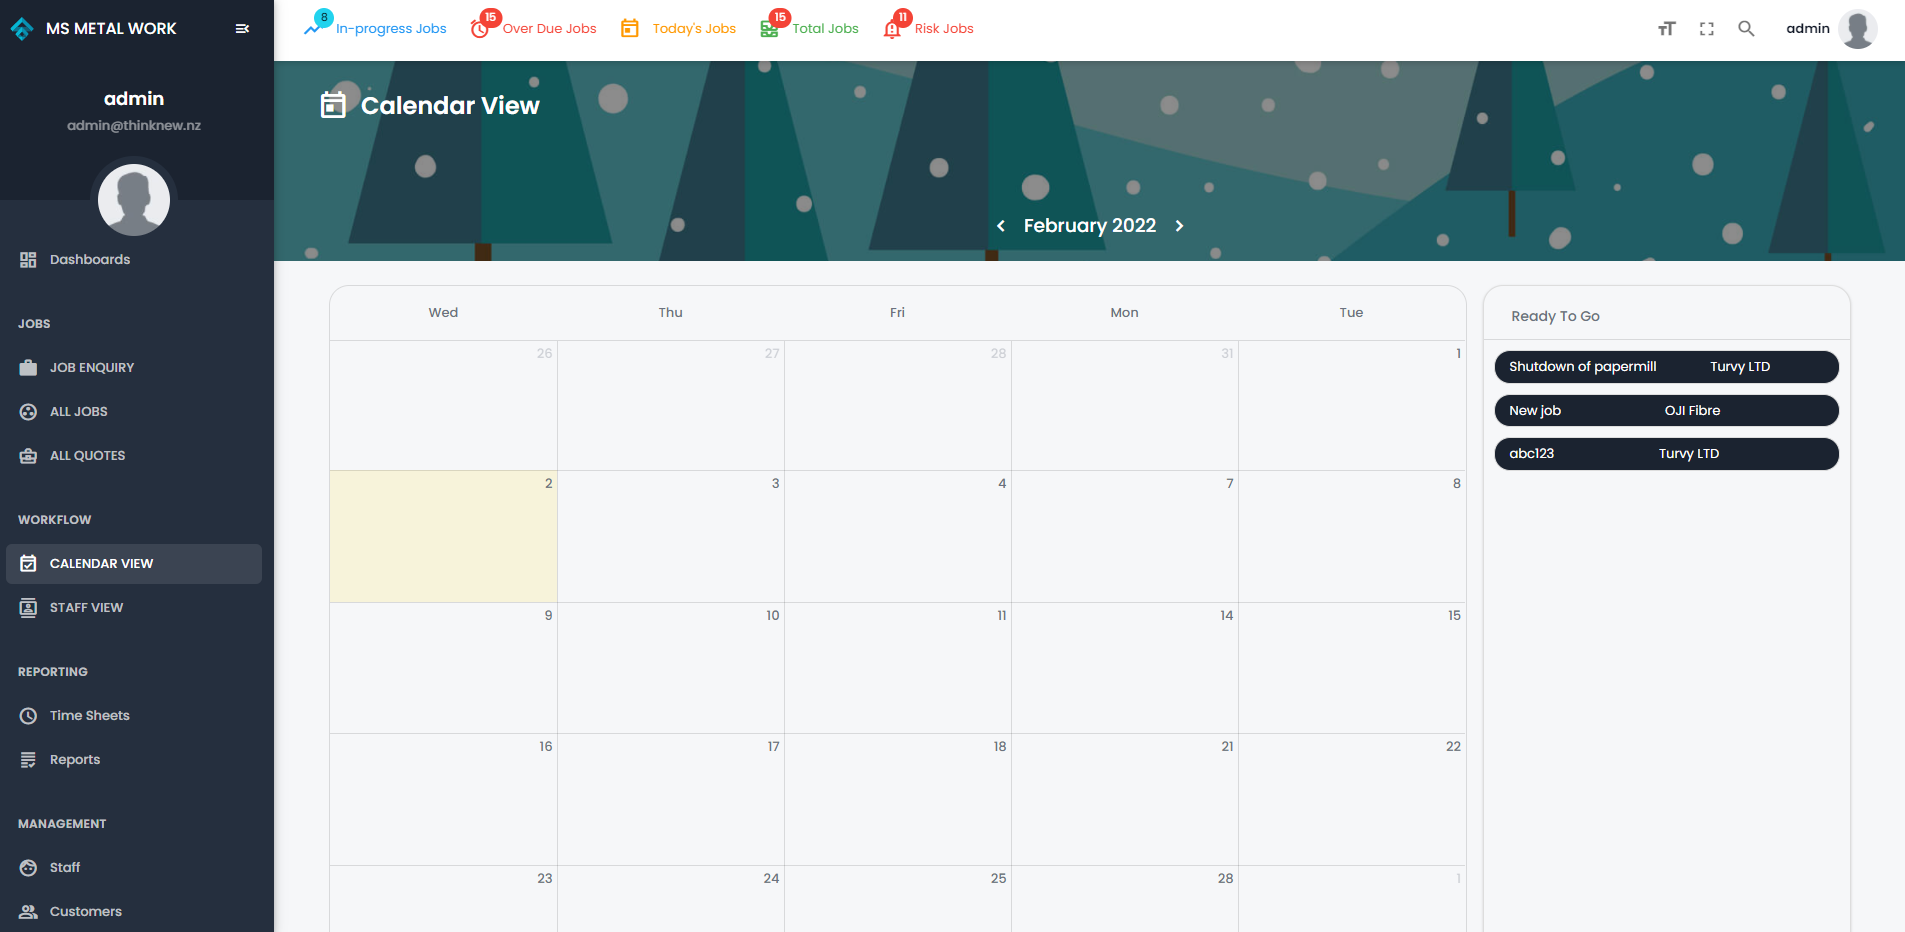 MS METAL WORK
admin
admin@thinknew.nz
Dashboards
JOBS
JOB ENQUIRY
ALL JOBS
ALL QUOTES
WORKFLOW
CALENDAR VIEW
STAFF VIEW
REPORTING
Time Sheets
Reports
MANAGEMENT
Staff
Customers
8 In-progress Jobs 15 Over Due Jobs Today's Jobs 15 Total Jobs 11 Risk Jobs
admin
Calendar View
February 2022
Wed Thu Fri Mon Tue
26 27 28 31 1
2 3 4 7 8
9 10 11 14 15
16 17 18 21 22
23 24 25 28 1
Ready To Go
Shutdown of papermill Turvy LTD
New job OJI Fibre
abc123 Turvy LTD